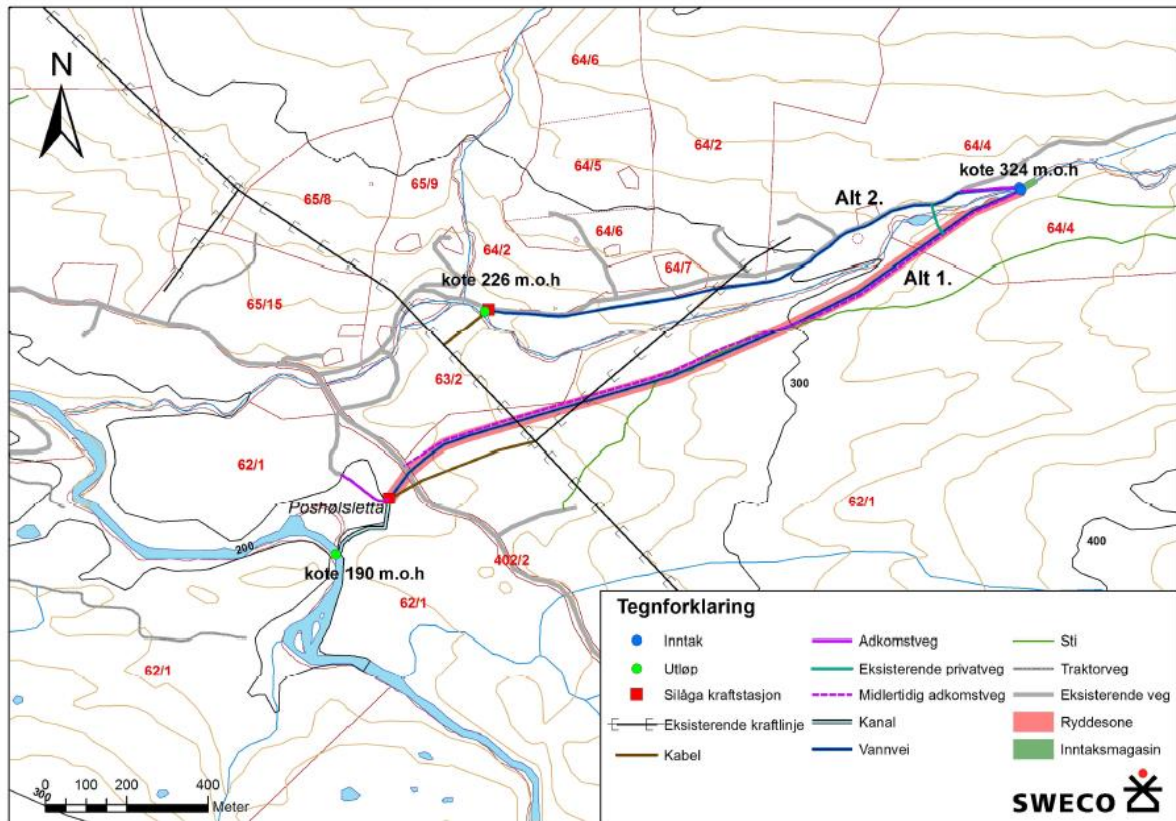 N
64/6
64/2
64/4
kote 324 m.o.h
64/5
65/9
65/8
Alt 2.
64/4
64/6
64/2
64/7
kote 226 m.o.h
Alt 1.
65/15
63/2
300
62/1
Poshølsletta
62/1
200
400
402/2
kote 190 m.o.h
62/1
62/1
Tegnforklaring
Inntak
Utløp
Silåga kraftstasjon
Eksisterende kraftlinje
Kabel
Adkomstveg
Eksisterende privatveg
Midlertidig adkomstveg
Kanal
Vannvei
Sti
Traktorveg
Eksisterende veg
Ryddesone
Inntaksmagasin
300
0 100 200 400
Meter
SWECO